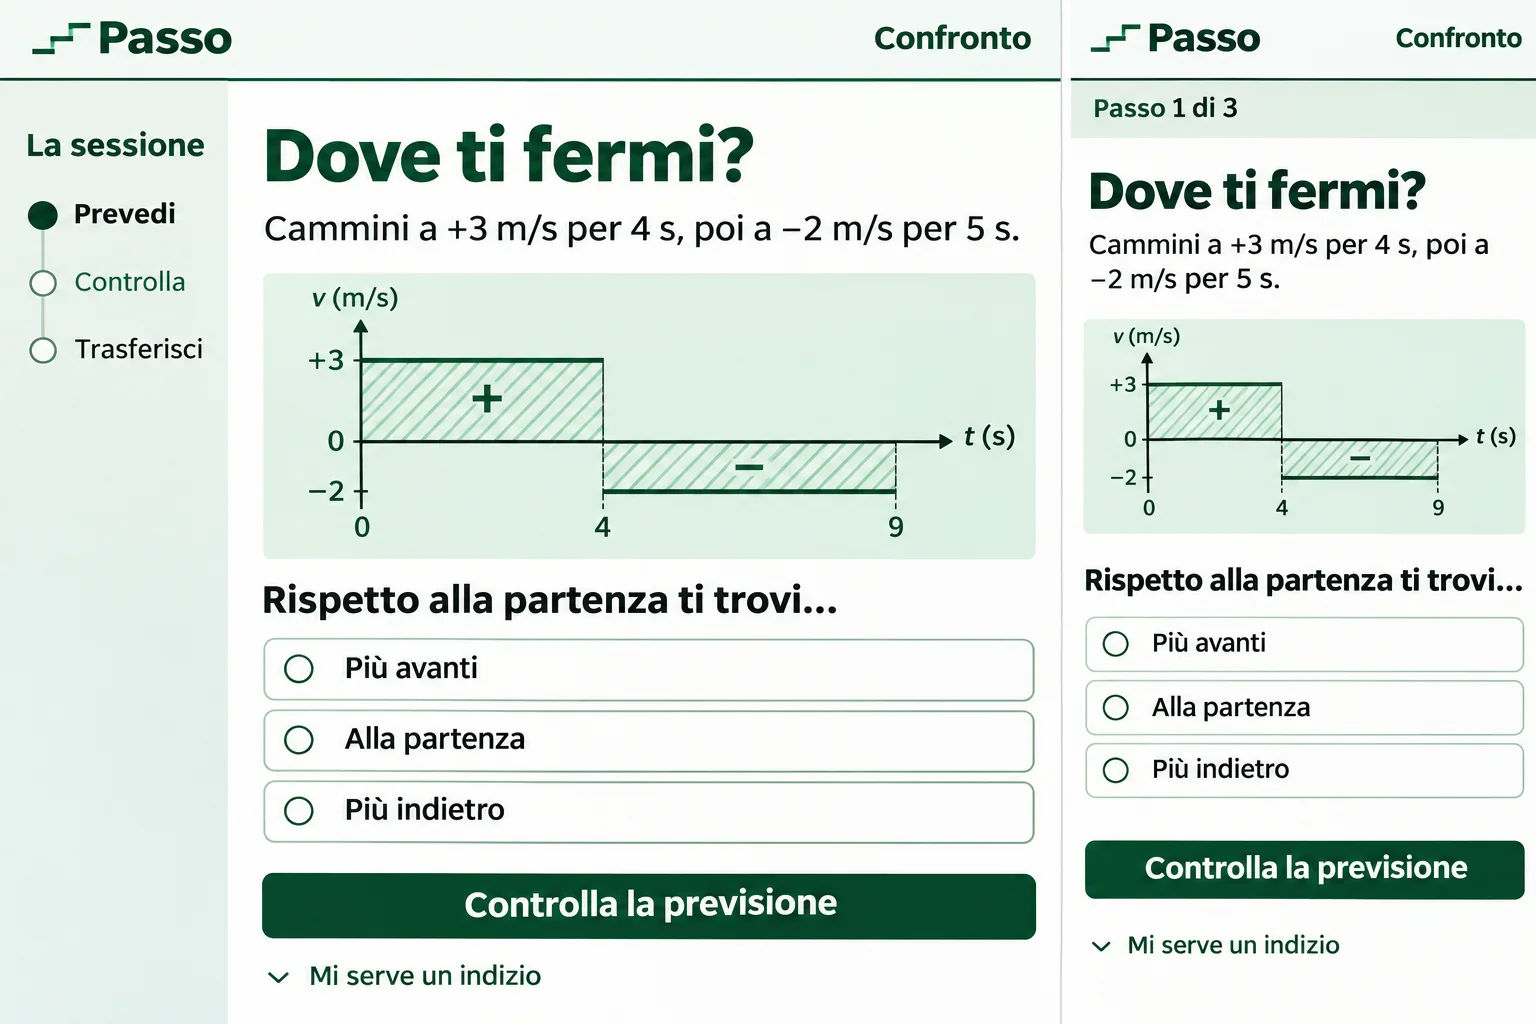 Passo
Confronto
La sessione
Prevedi
Controlla
Trasferisci
Dove ti fermi?
Cammini a +3 m/s per 4 s, poi a −2 m/s per 5 s.
v (m/s)
+3
+
0
t (s)
−
−2
0
4
9
Rispetto alla partenza ti trovi...
Più avanti
Alla partenza
Più indietro
Controlla la previsione
Mi serve un indizio
Passo
Confronto
Passo 1 di 3
Dove ti fermi?
Cammini a +3 m/s per 4 s, poi a
−2 m/s per 5 s.
v (m/s)
+3
+
0
t (s)
−
−2
0
4
9
Rispetto alla partenza ti trovi...
Più avanti
Alla partenza
Più indietro
Controlla la previsione
Mi serve un indizio